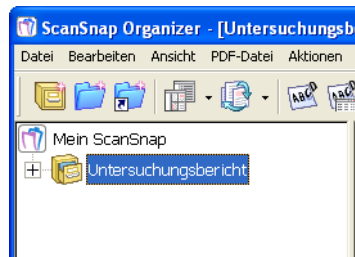 ScanSnap Organizer - [Untersuchungsb
Datei Bearbeiten Ansicht PDF-Datei Aktionen
Mein ScanSnap
Untersuchungsbericht